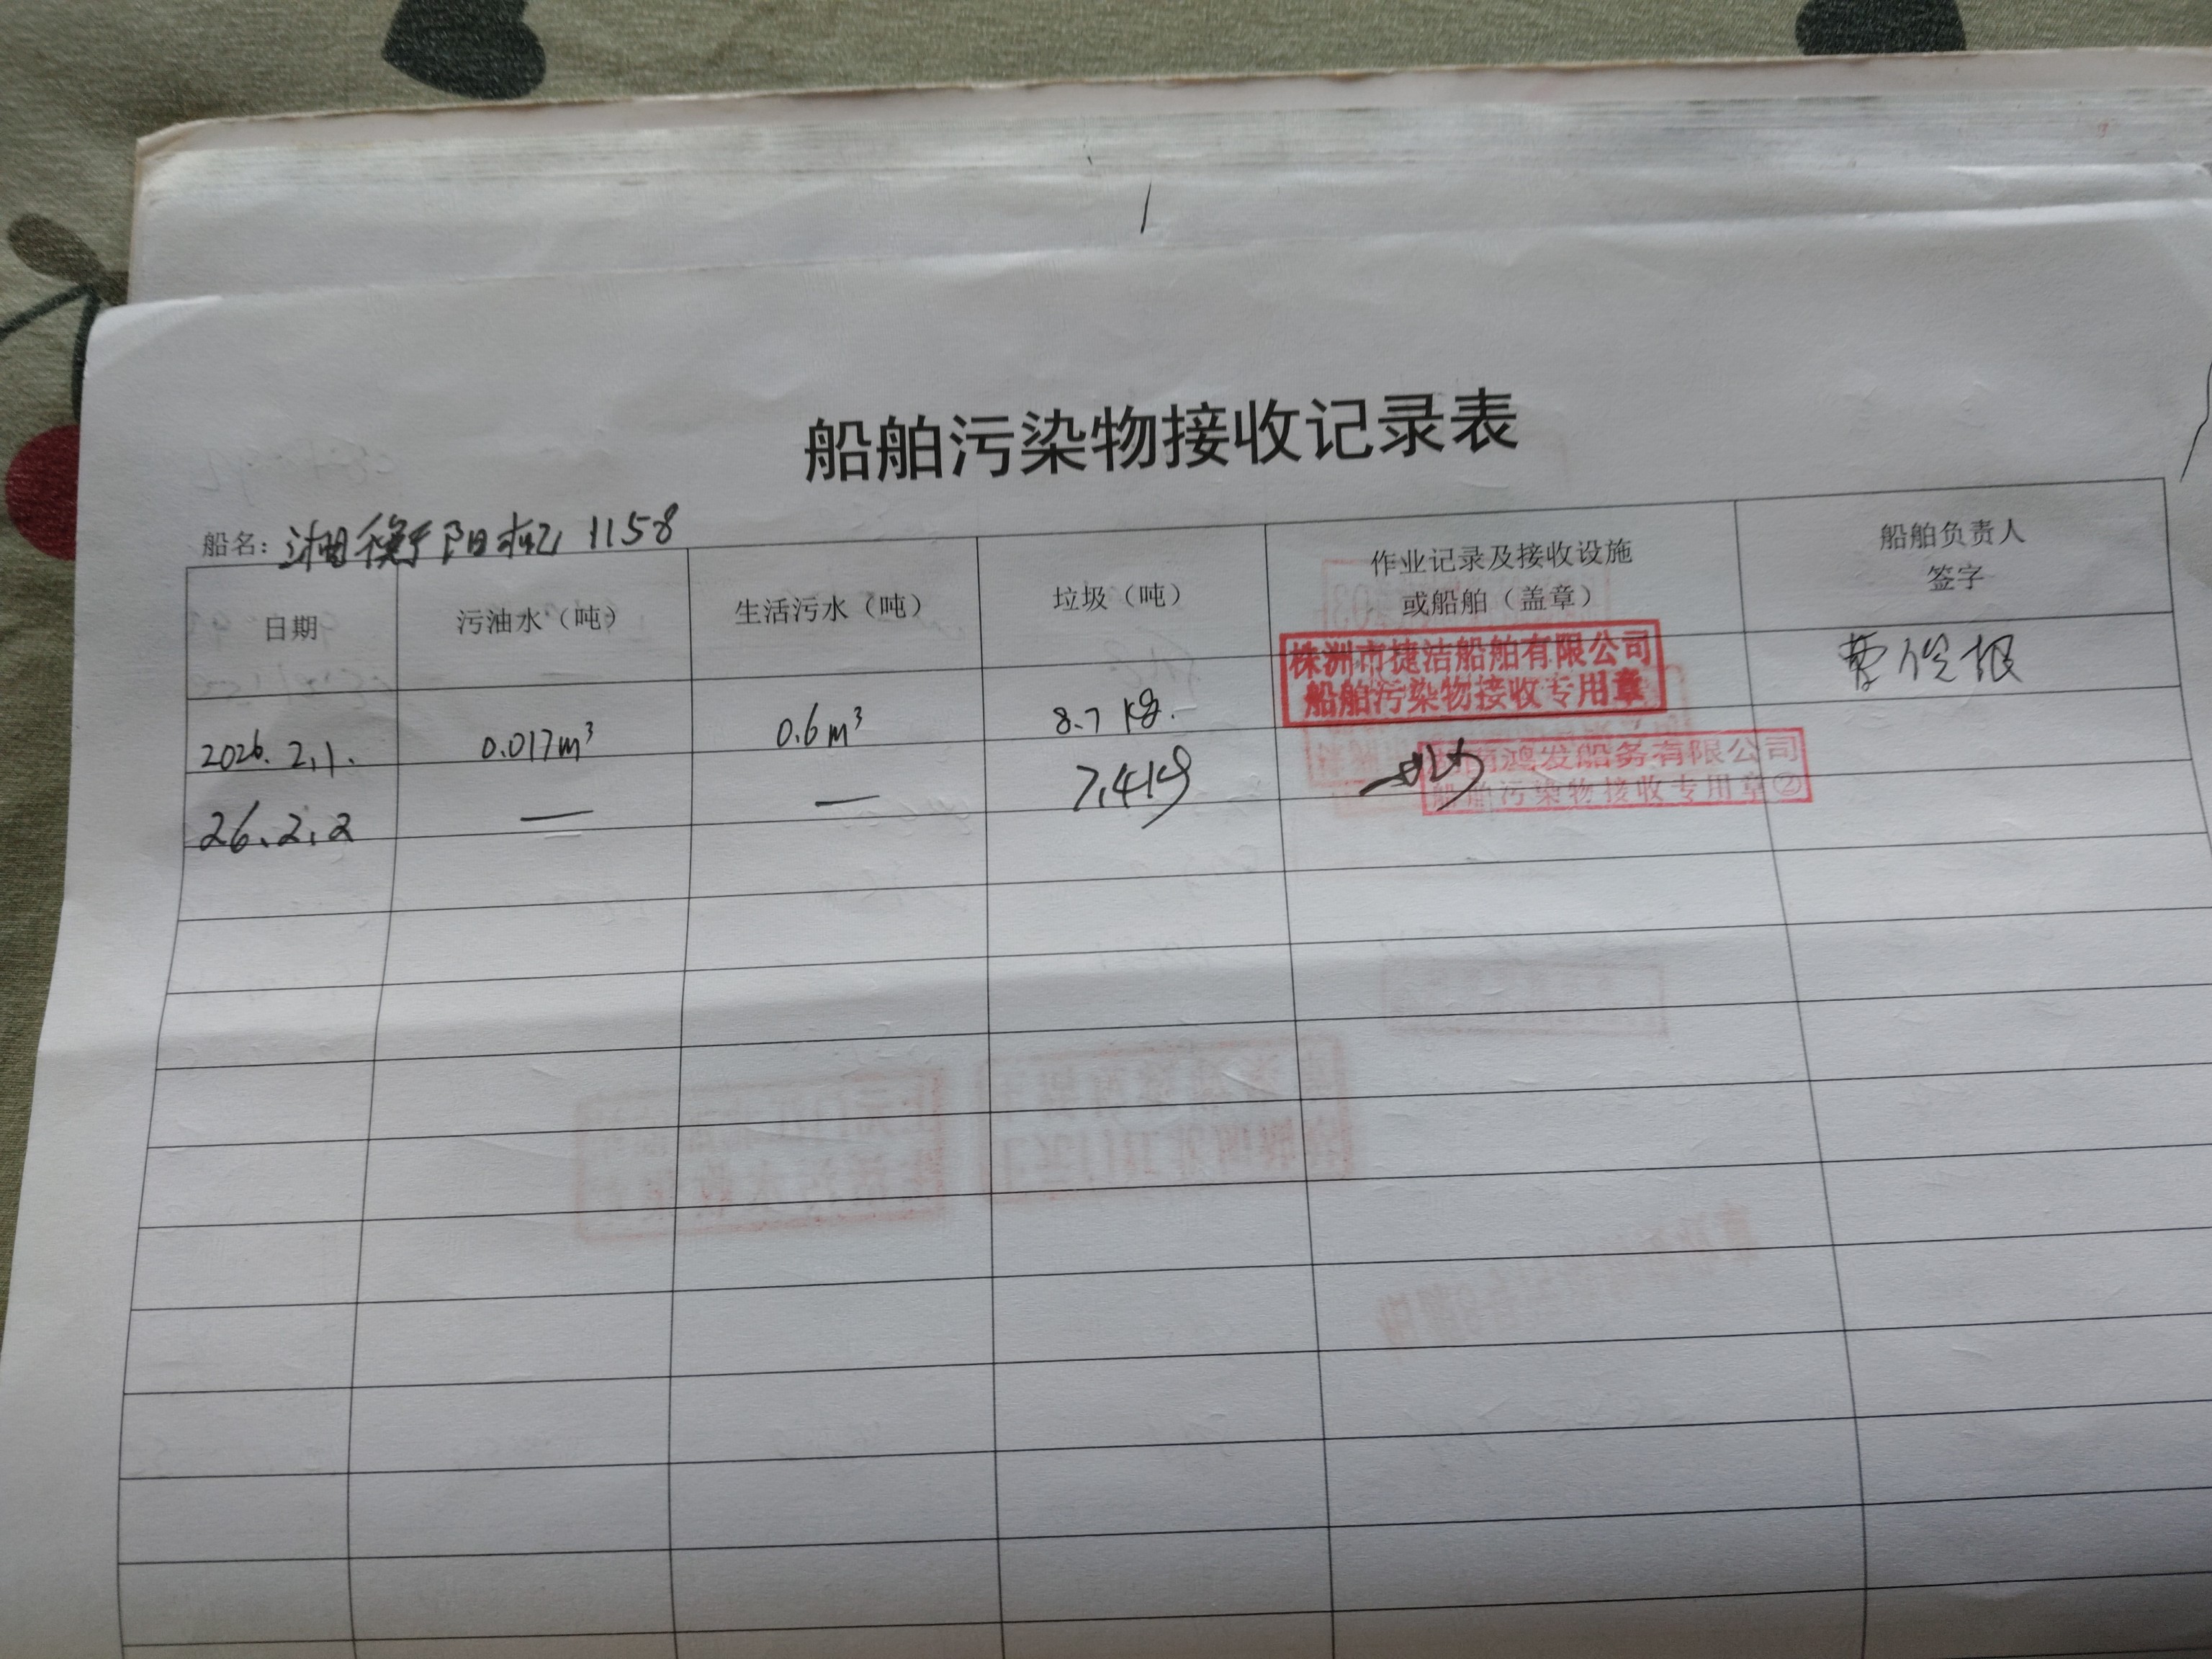 船舶污染物接收记录表
船名：湘衡阳机1158
日期 污油水（吨） 生活污水（吨） 垃圾（吨） 作业记录及接收设施或船舶（盖章） 船舶负责人签字
2026.2.1. 0.017m³ 0.6m³ 8.7kg. 株洲市捷洁船舶有限公司
船舶污染物接收专用章
26.2.2 — — 7.4kg 南鸿发船务有限公司
船舶污染物接收专用章②